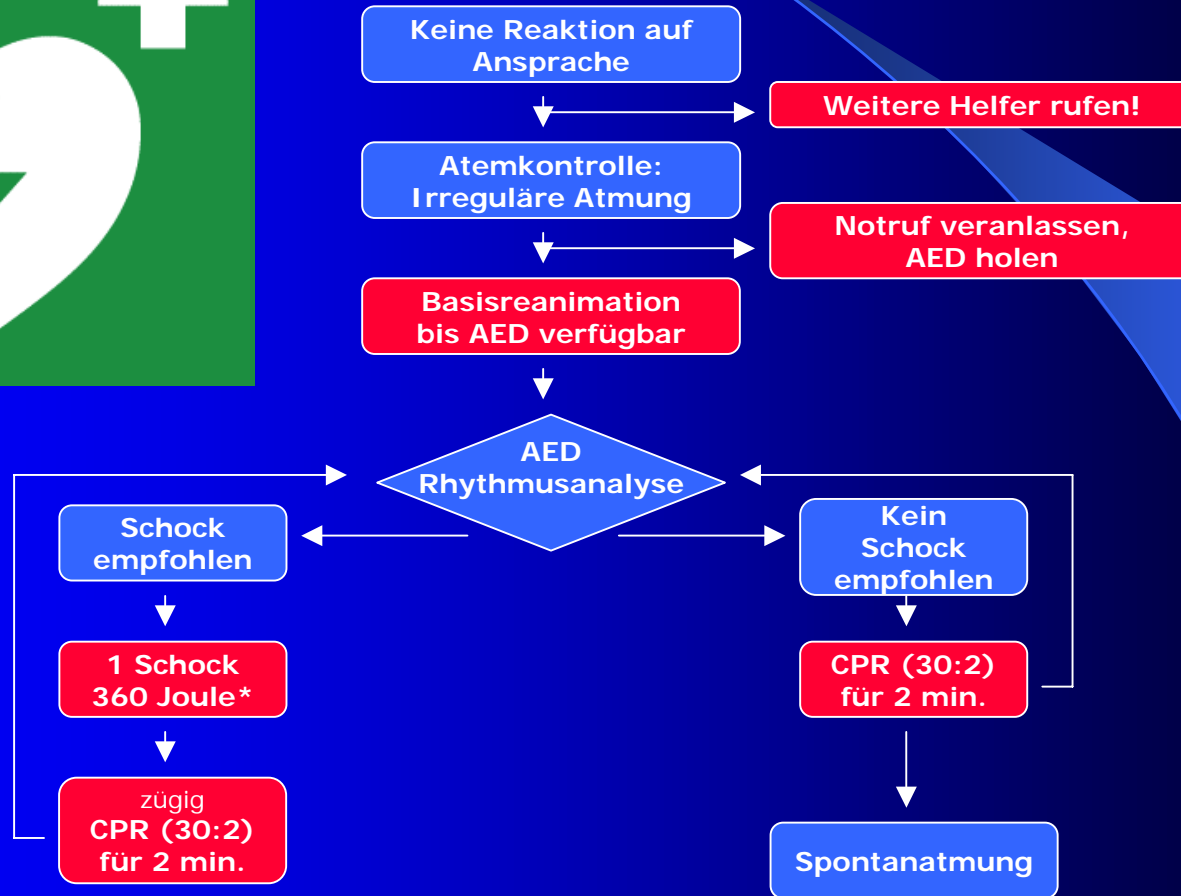 Keine Reaktion auf
Ansprache
Weitere Helfer rufen!
Atemkontrolle:
Irreguläre Atmung
Notruf veranlassen,
AED holen
Basisreanimation
bis AED verfügbar
AED
Rhythmusanalyse
Schock
empfohlen
Kein
Schock
empfohlen
1 Schock
360 Joule*
CPR (30:2)
für 2 min.
zügig
CPR (30:2)
für 2 min.
Spontanatmung